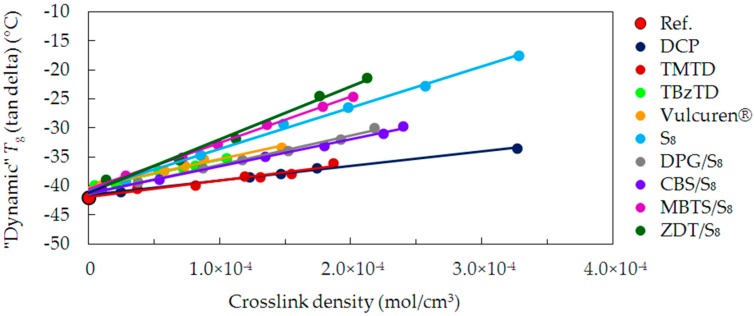 "Dynamic" Tg (tan delta) (°C)
-10
-15
-20
-25
-30
-35
-40
-45
-50
0
1.0×10-4
2.0×10-4
3.0×10-4
4.0×10-4
Crosslink density (mol/cm³)
Ref.
DCP
TMTD
TBzTD
Vulcuren®
S8
DPG/S8
CBS/S8
MBTS/S8
ZDT/S8